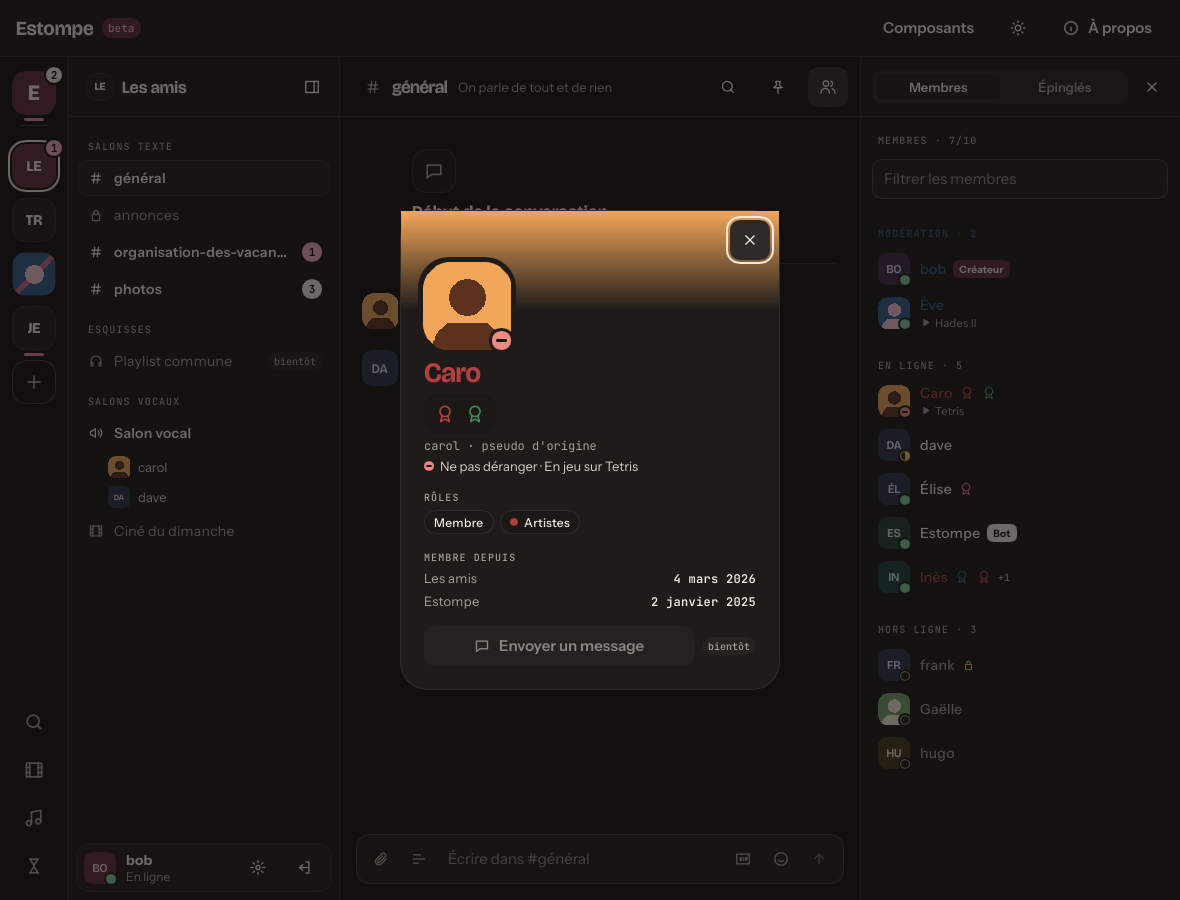 Estompe beta
Composants
À propos
E 2
LE 1
TR
JE
LE Les amis
SALONS TEXTE
# général
annonces
# organisation-des-vacan... 1
# photos 3
ESQUISSES
Playlist commune bientôt
SALONS VOCAUX
Salon vocal
carol
DA dave
Ciné du dimanche
BO bob
En ligne
# général On parle de tout et de rien
Début de la conversation
DA
Caro
carol · pseudo d'origine
Ne pas déranger · En jeu sur Tetris
RÔLES
Membre Artistes
MEMBRE DEPUIS
Les amis 4 mars 2026
Estompe 2 janvier 2025
Envoyer un message bientôt
Écrire dans #général
GIF
Membres Épinglés
MEMBRES · 7/10
Filtrer les membres
MODÉRATION · 2
BO bob Créateur
Ève
Hades II
EN LIGNE · 5
Caro
Tetris
DA dave
ÉL Élise
ES Estompe Bot
IN Inès +1
HORS LIGNE · 3
FR frank
Gaëlle
HU hugo